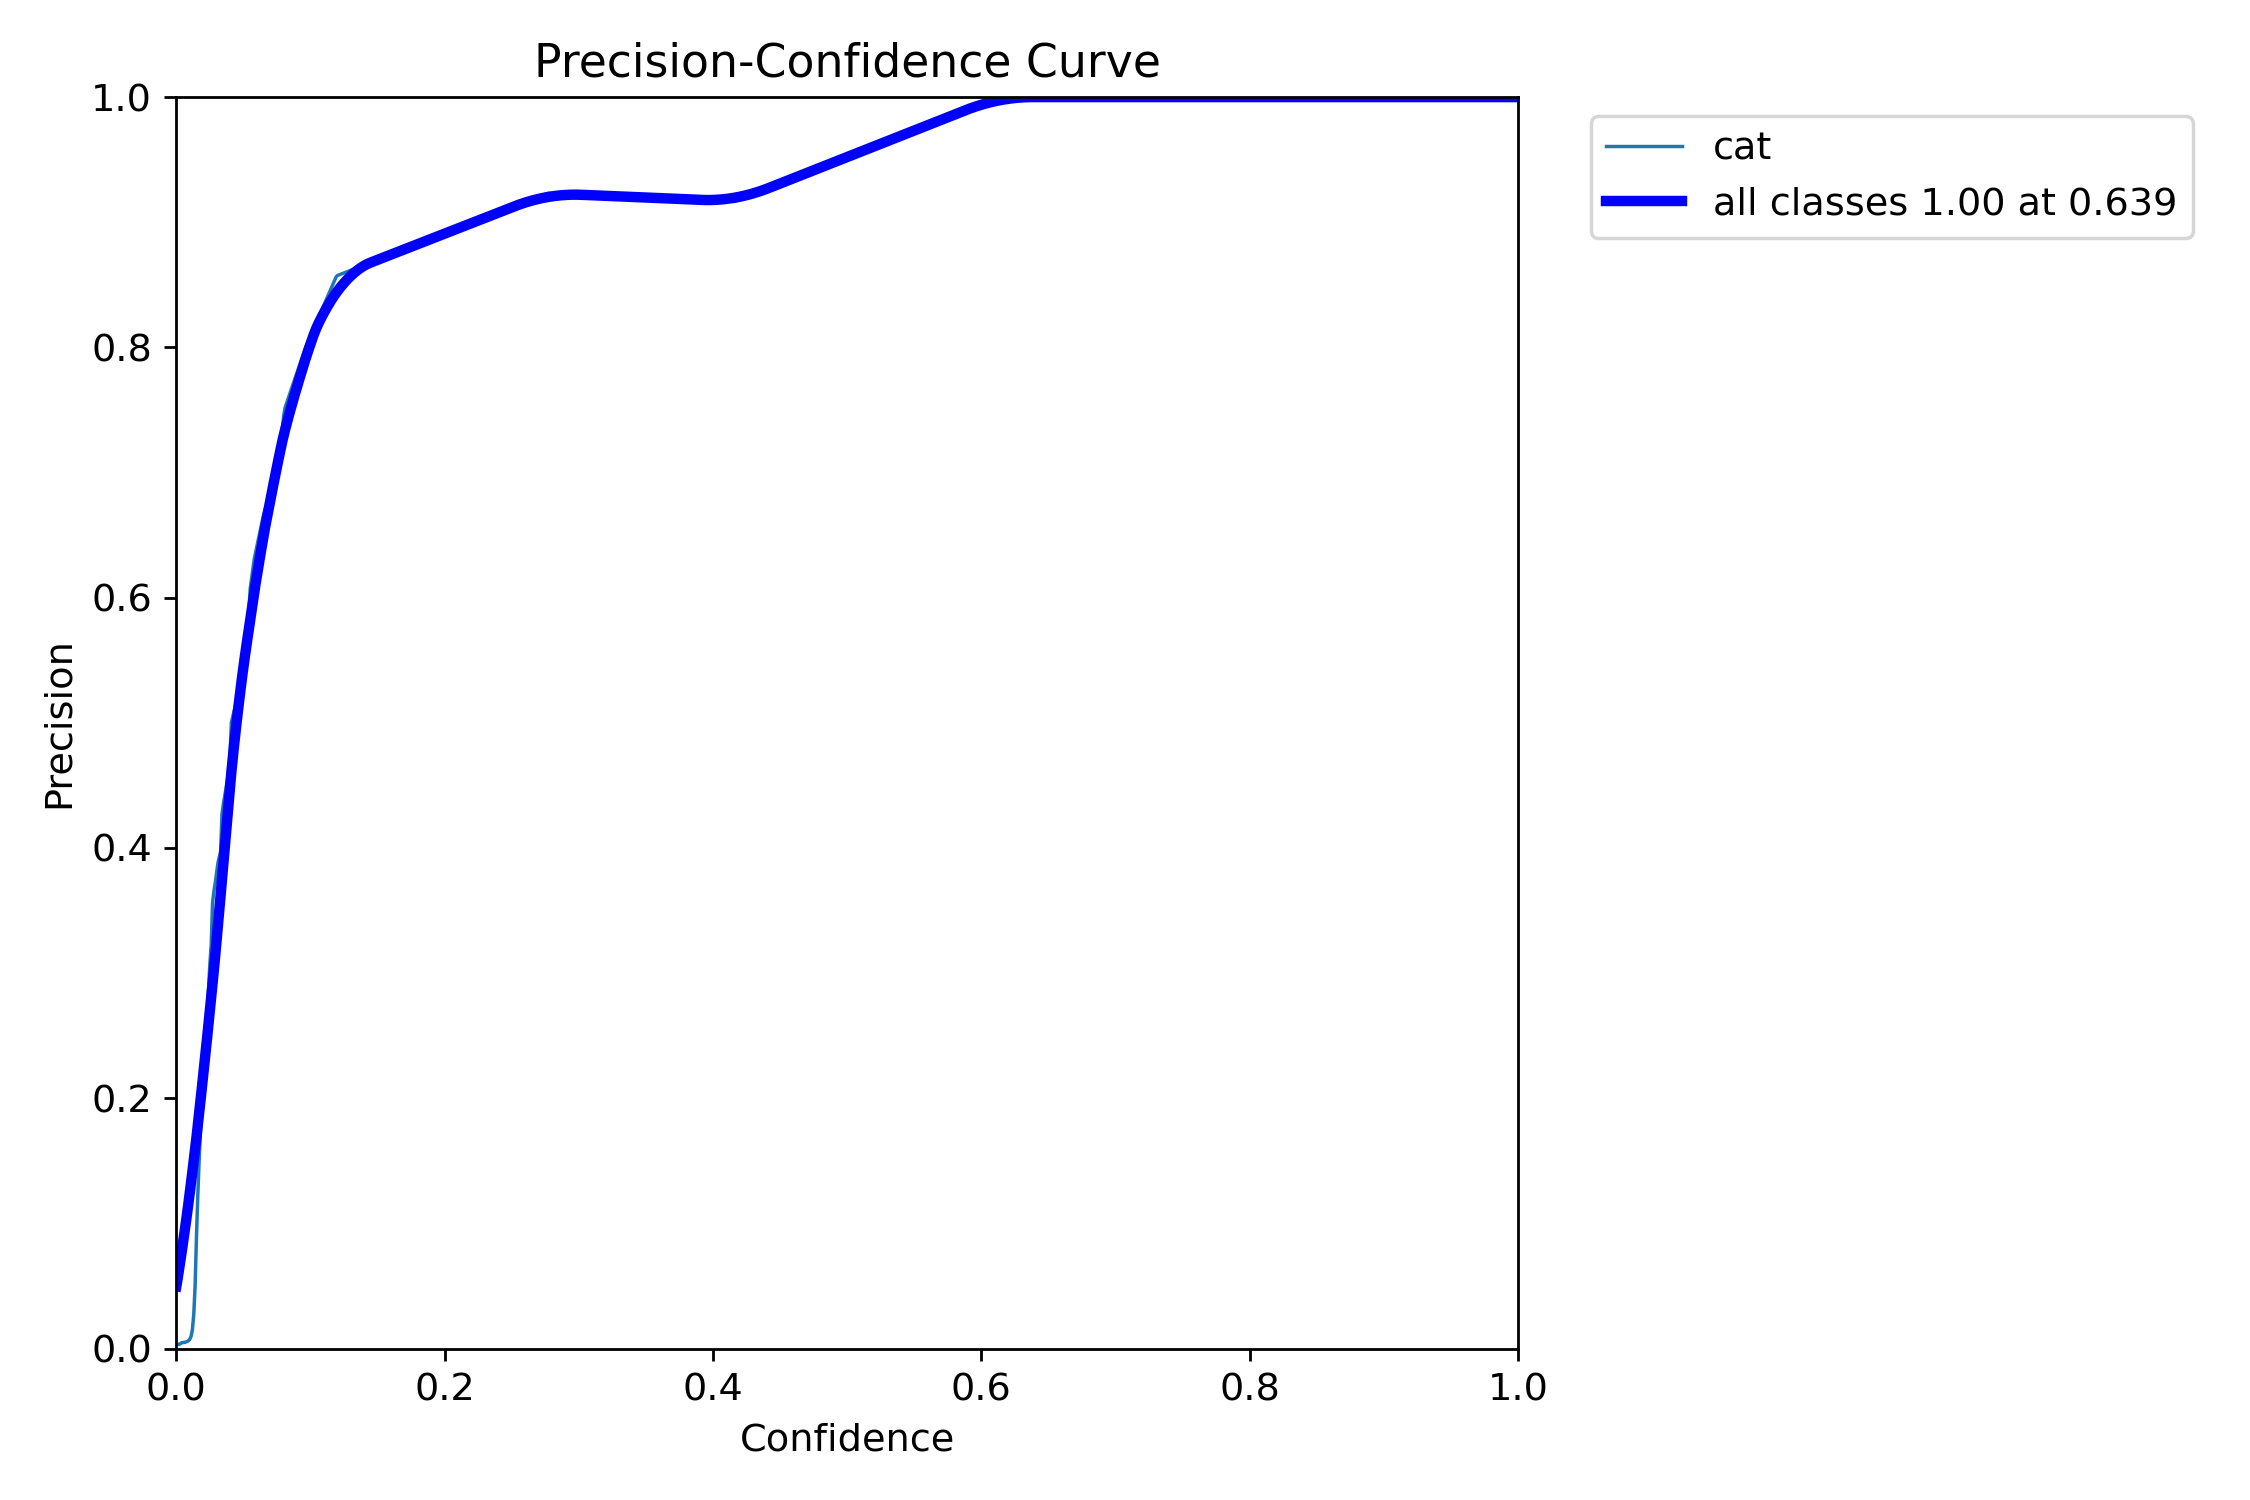 Precision-Confidence Curve
1.0
0.8
0.6
0.4
0.2
0.0
Precision
0.0 0.2 0.4 0.6 0.8 1.0
Confidence
cat
all classes 1.00 at 0.639